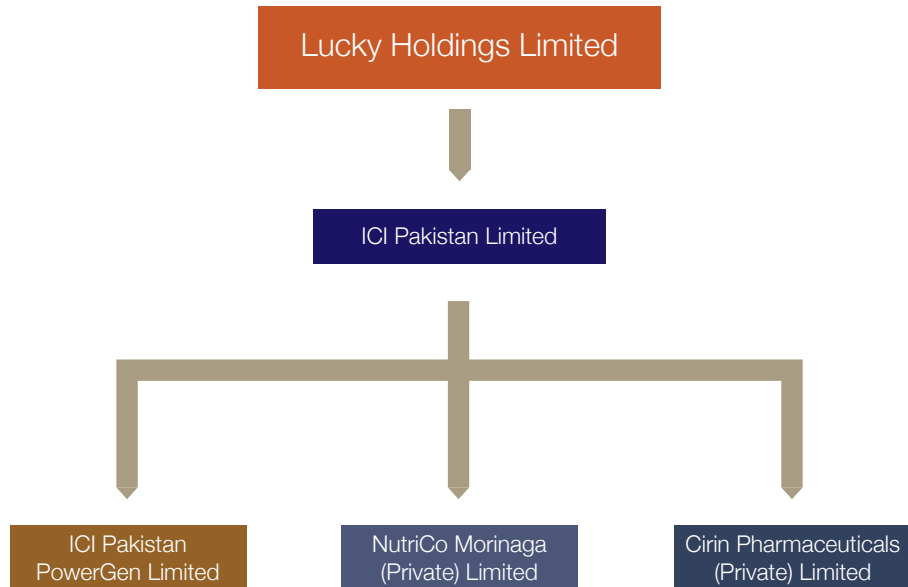 Lucky Holdings Limited
ICI Pakistan Limited
ICI Pakistan
PowerGen Limited
NutriCo Morinaga
(Private) Limited
Cirin Pharmaceuticals
(Private) Limited